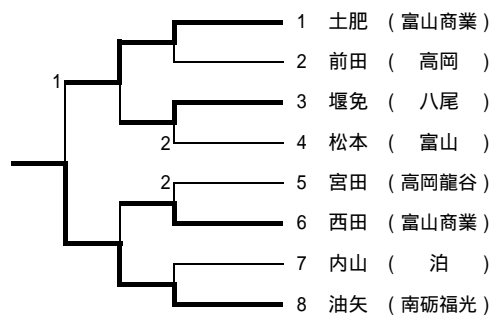 1 土肥 (富山商業)
2 前田 ( 高岡 )
1
3 堰免 ( 八尾 )
2
4 松本 ( 富山 )
2
5 宮田 (高岡龍谷)
6 西田 (富山商業)
7 内山 ( 泊 )
8 油矢 (南砺福光)